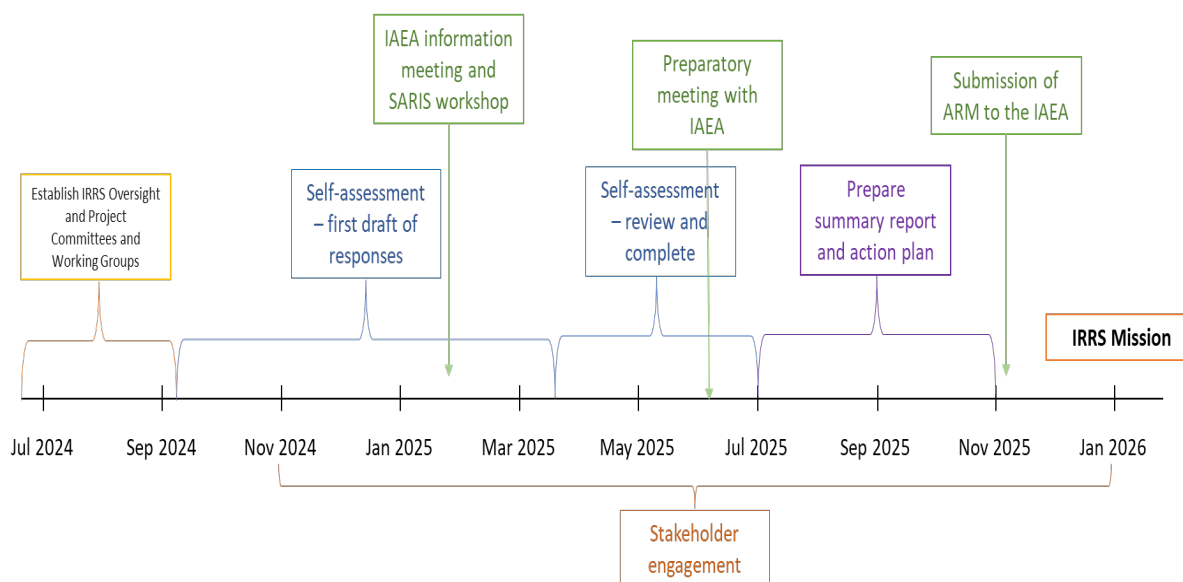 IAEA information
meeting and
SARIS workshop
Preparatory
meeting with
IAEA
Submission of
ARM to the IAEA
Establish IRRS Oversight
and Project
Committees and
Working Groups
Self-assessment
– first draft of
responses
Self-assessment
– review and
complete
Prepare
summary report
and action plan
IRRS Mission
Jul 2024
Sep 2024
Nov 2024
Jan 2025
Mar 2025
May 2025
Jul 2025
Sep 2025
Nov 2025
Jan 2026
Stakeholder
engagement